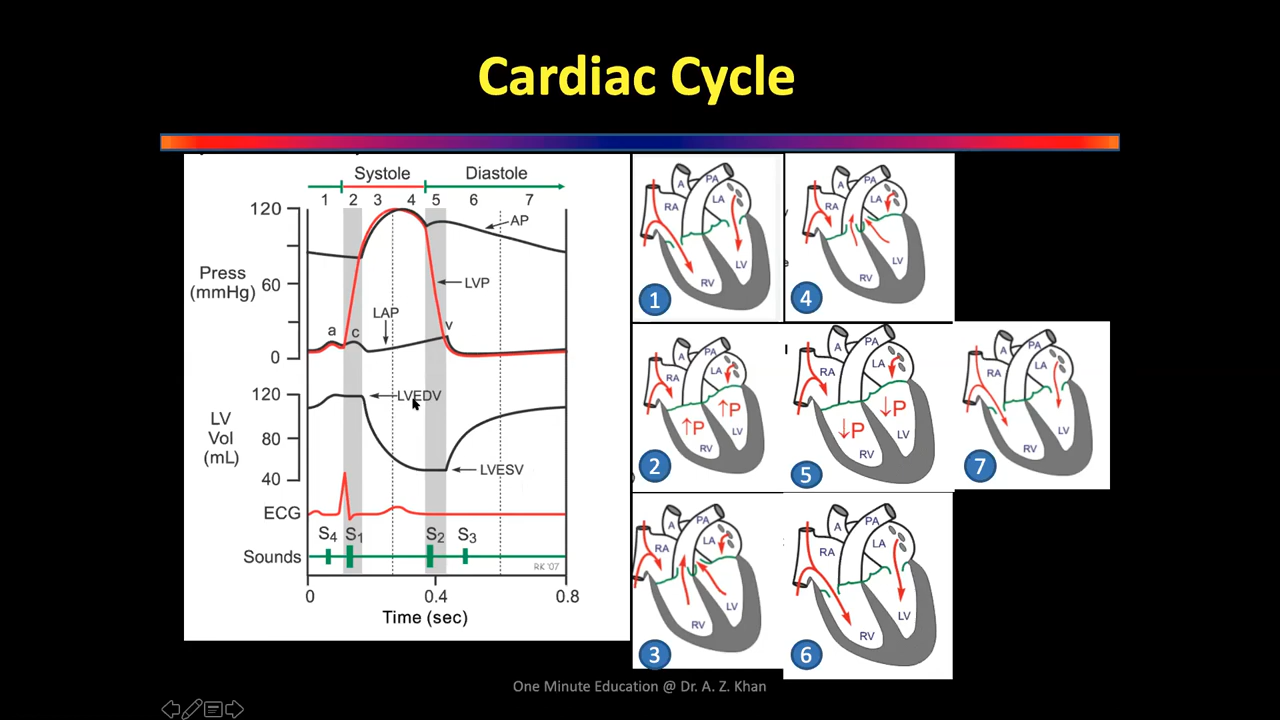 Cardiac Cycle
Systole Diastole
1 2 3 4 5 6 7
120
60
0
Press
(mmHg)
AP
LVP
LAP
a
c
v
120
80
40
LV
Vol
(mL)
LVEDV
LVESV
ECG
S4 S1 S2 S3
Sounds
RK '07
0 0.4 0.8
Time (sec)
A PA
RA LA
LV
RV
1
A PA
RA LA
LV
RV
4
A PA
RA LA
↑P ↑P
RV LV
2
A PA
RA LA
↓P ↓P
RV LV
5
A PA
RA LA
LV
RV
7
A PA
RA LA
LV
RV
3
A PA
RA LA
LV
RV
6
One Minute Education @ Dr. A. Z. Khan